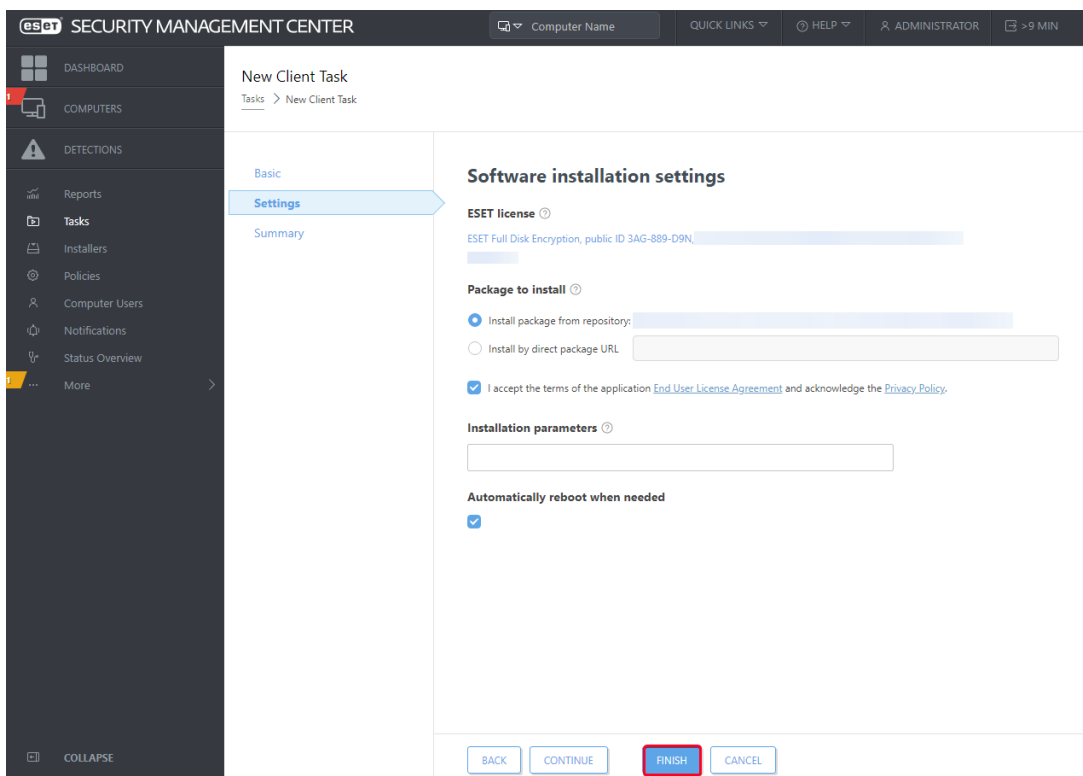 eset SECURITY MANAGEMENT CENTER
Computer Name
QUICK LINKS
HELP
ADMINISTRATOR
>9 MIN
DASHBOARD
1
COMPUTERS
DETECTIONS
Reports
Tasks
Installers
Policies
Computer Users
Notifications
Status Overview
1
More
COLLAPSE
New Client Task
Tasks > New Client Task
Basic
Settings
Summary
Software installation settings
ESET license
ESET Full Disk Encryption, public ID 3AG-889-D9N,
Package to install
Install package from repository:
Install by direct package URL
I accept the terms of the application End User License Agreement and acknowledge the Privacy Policy.
Installation parameters
Automatically reboot when needed
BACK
CONTINUE
FINISH
CANCEL